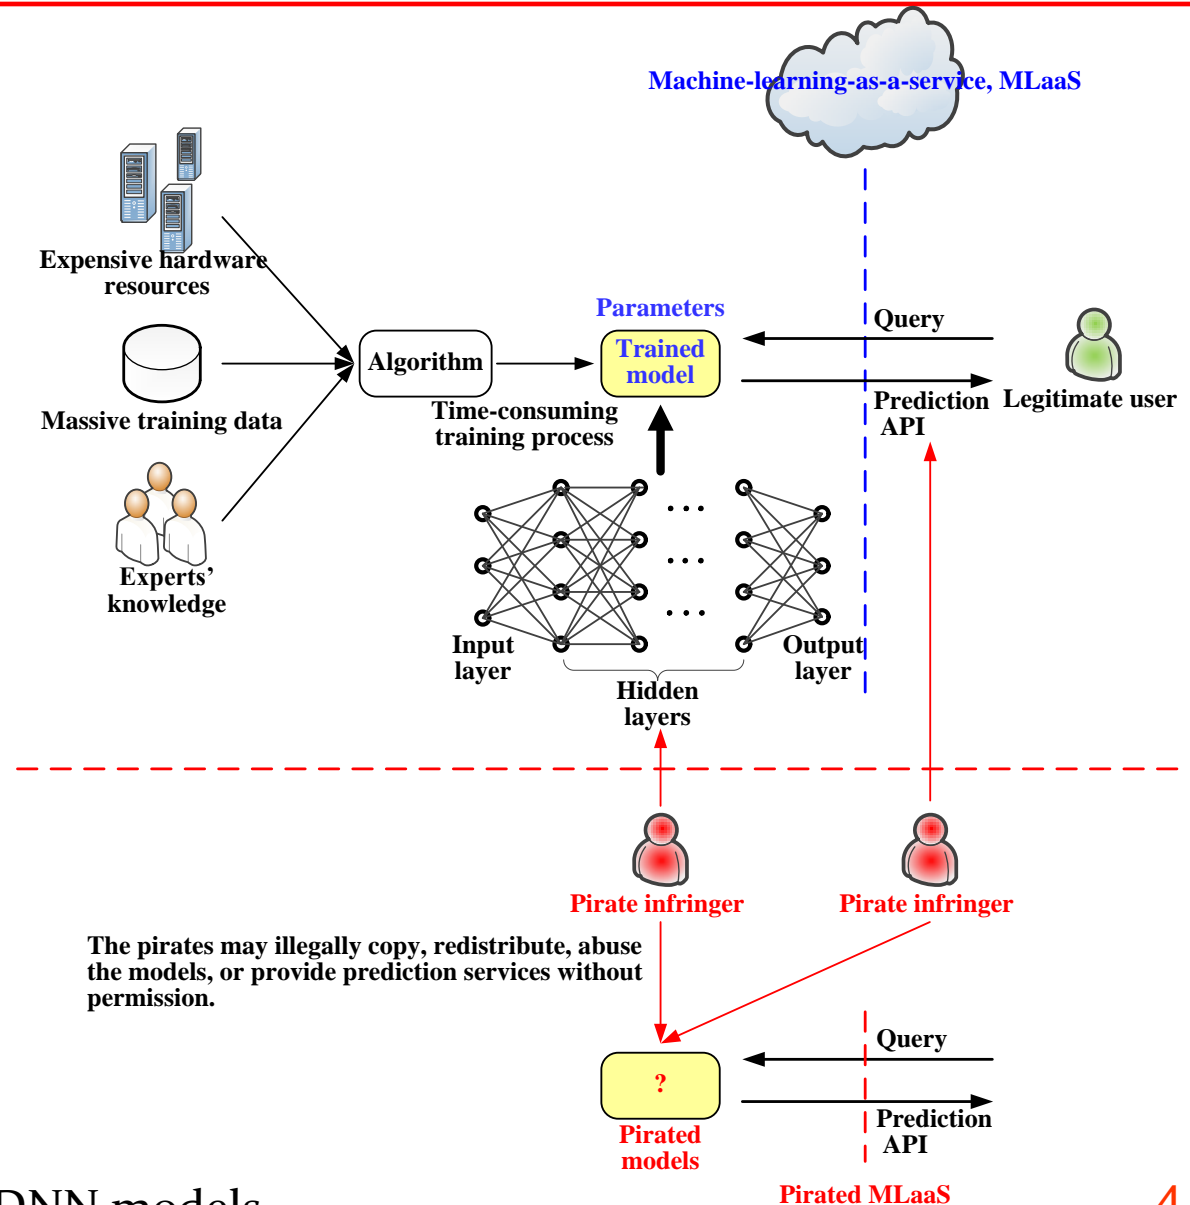 Machine-learning-as-a-service, MLaaS
Expensive hardware
resources
Massive training data
Experts’
knowledge
Algorithm
Time-consuming
training process
Parameters
Trained
model
Query
Prediction
API
Legitimate user
. . .
. . .
. . .
Input
layer
Hidden
layers
Output
layer
Pirate infringer
Pirate infringer
The pirates may illegally copy, redistribute, abuse
the models, or provide prediction services without
permission.
?
Pirated
models
Query
Prediction
API
Pirated MLaaS
DNN models
4